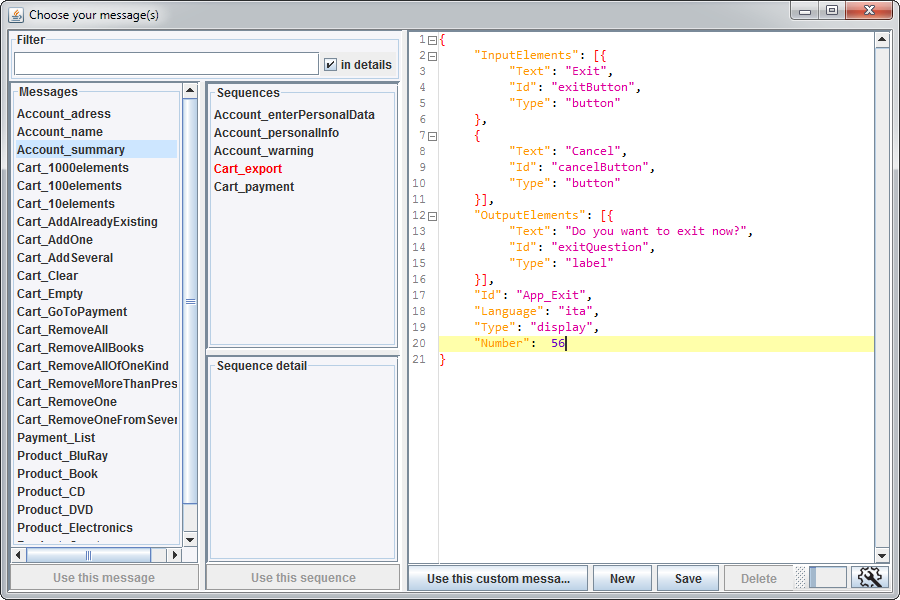 Choose your message(s)
Filter
in details
Messages
Account_adress
Account_name
Account_summary
Cart_1000elements
Cart_100elements
Cart_10elements
Cart_AddAlreadyExisting
Cart_AddOne
Cart_AddSeveral
Cart_Clear
Cart_Empty
Cart_GoToPayment
Cart_RemoveAll
Cart_RemoveAllBooks
Cart_RemoveAllOfOneKind
Cart_RemoveMoreThanPres
Cart_RemoveOne
Cart_RemoveOneFromSever
Payment_List
Product_BluRay
Product_Book
Product_CD
Product_DVD
Product_Electronics
Use this message
Sequences
Account_enterPersonalData
Account_personalInfo
Account_warning
Cart_export
Cart_payment
Sequence detail
Use this sequence
1 {
2 "InputElements": [{
3 "Text": "Exit",
4 "Id": "exitButton",
5 "Type": "button"
6 },
7 {
8 "Text": "Cancel",
9 "Id": "cancelButton",
10 "Type": "button"
11 }],
12 "OutputElements": [{
13 "Text": "Do you want to exit now?",
14 "Id": "exitQuestion",
15 "Type": "label"
16 }],
17 "Id": "App_Exit",
18 "Language": "ita",
19 "Type": "display",
20 "Number": 56
21 }
Use this custom messa...
New
Save
Delete